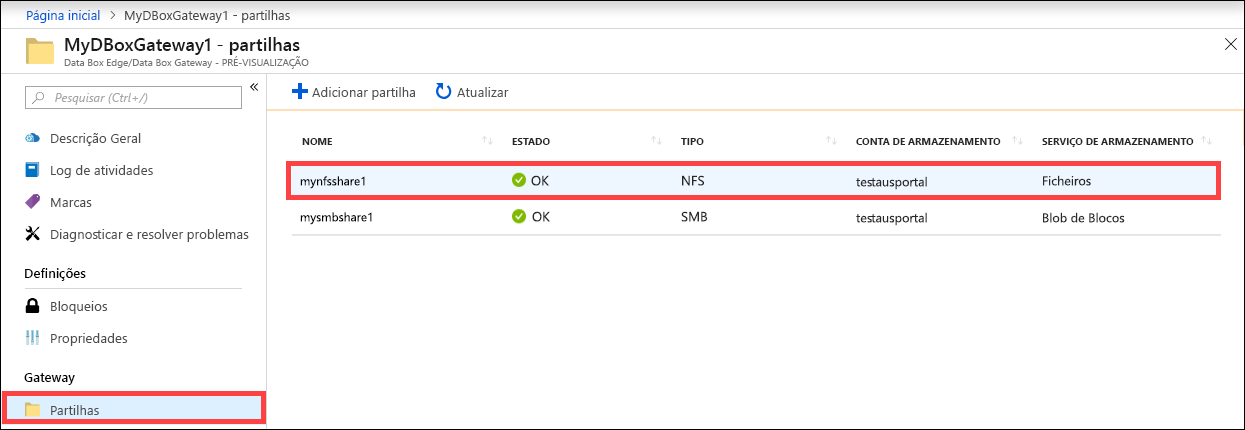 Página inicial > MyDBoxGateway1 - partilhas
MyDBoxGateway1 - partilhas
Data Box Edge/Data Box Gateway - PRÉ-VISUALIZAÇÃO
Pesquisar (Ctrl+/)
Descrição Geral
Log de atividades
Marcas
Diagnosticar e resolver problemas
Definições
Bloqueios
Propriedades
Gateway
Partilhas
Adicionar partilha Atualizar
NOME ESTADO TIPO CONTA DE ARMAZENAMENTO SERVIÇO DE ARMAZENAMENTO
mynfsshare1 OK NFS testausportal Ficheiros
mysmbshare1 OK SMB testausportal Blob de Blocos